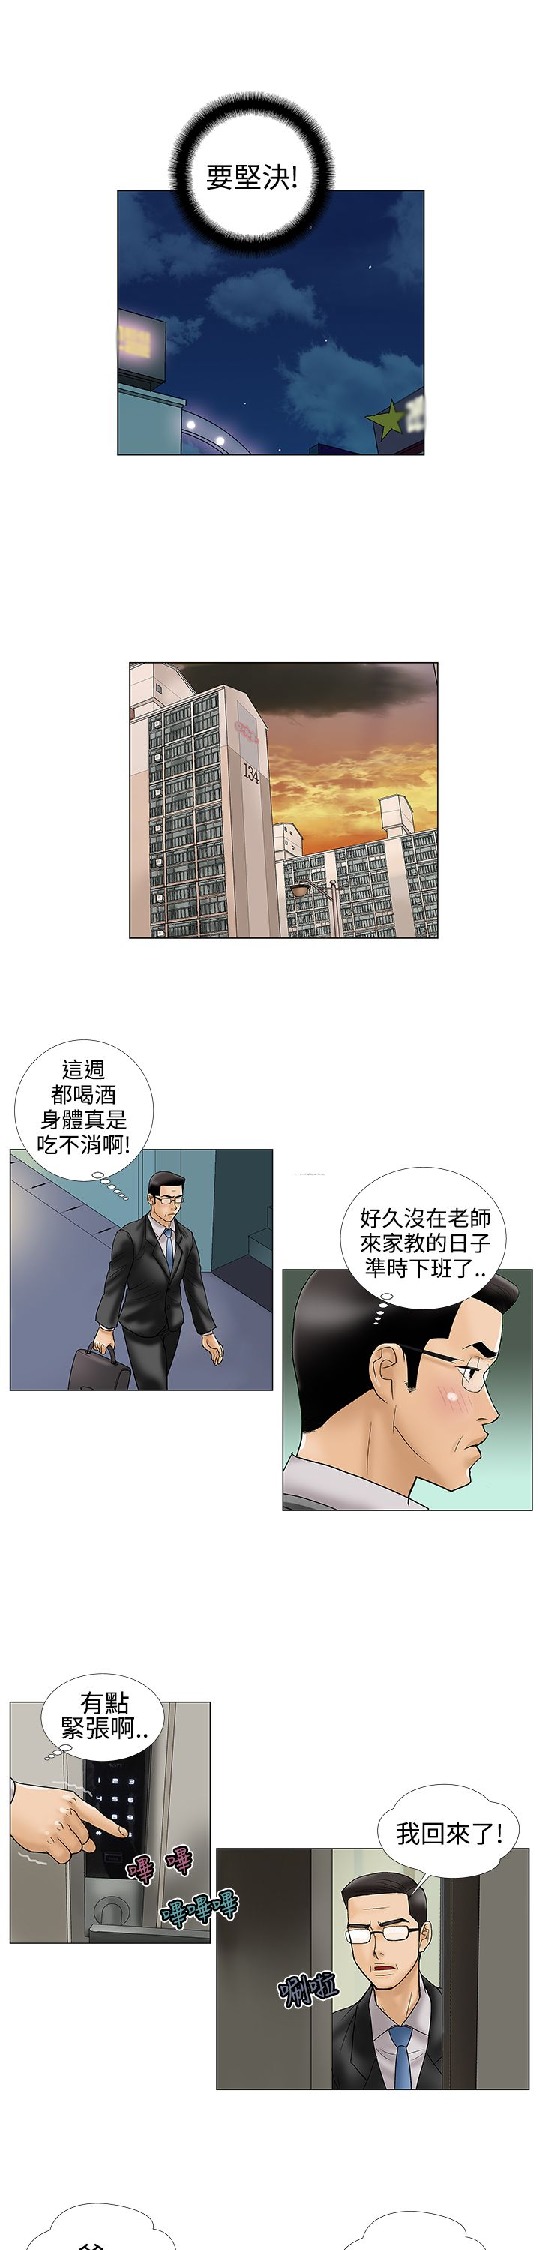 要堅決!
134
這週
都喝酒
身體真是
吃不消啊!
好久沒在老師
來家教的日子
準時下班了..
有點
緊張啊..
嗶 嗶
嗶嗶嗶
我回來了!
唰啦